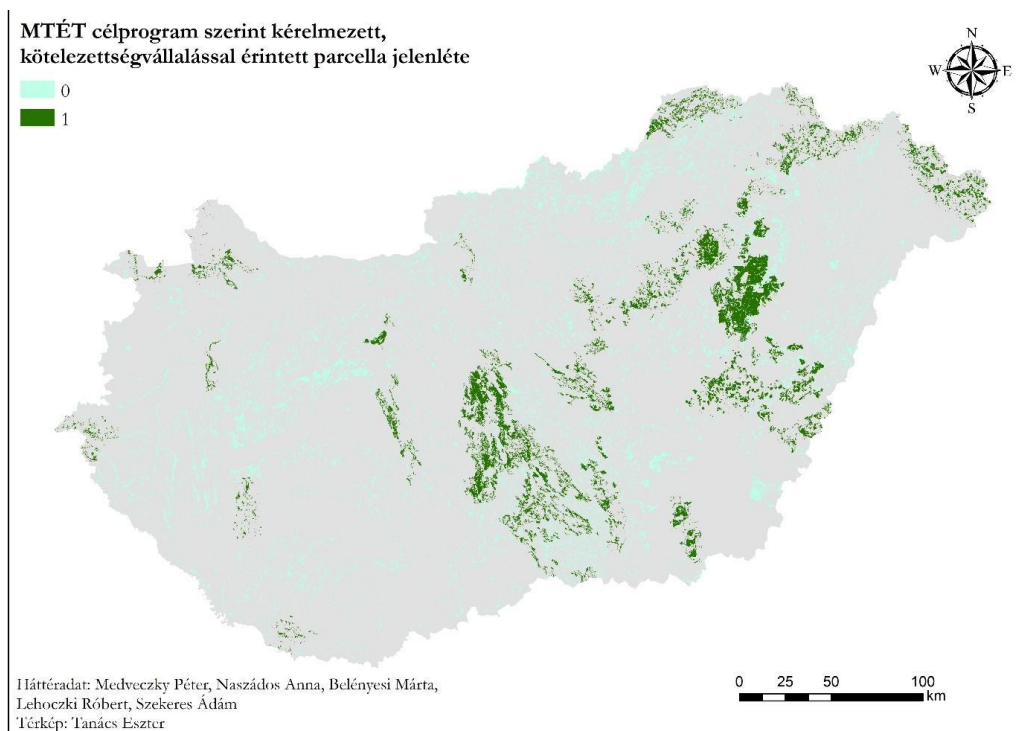 MTÉT célprogram szerint kérelmezett,
kötelezettségvállalással érintett parcella jelenléte
0
1
N
W E
S
Háttéradat: Medveczky Péter, Naszádos Anna, Belényesi Márta,
Lehoczki Róbert, Szekeres Ádám
Térkép: Tanács Eszter
0 25 50 100
km